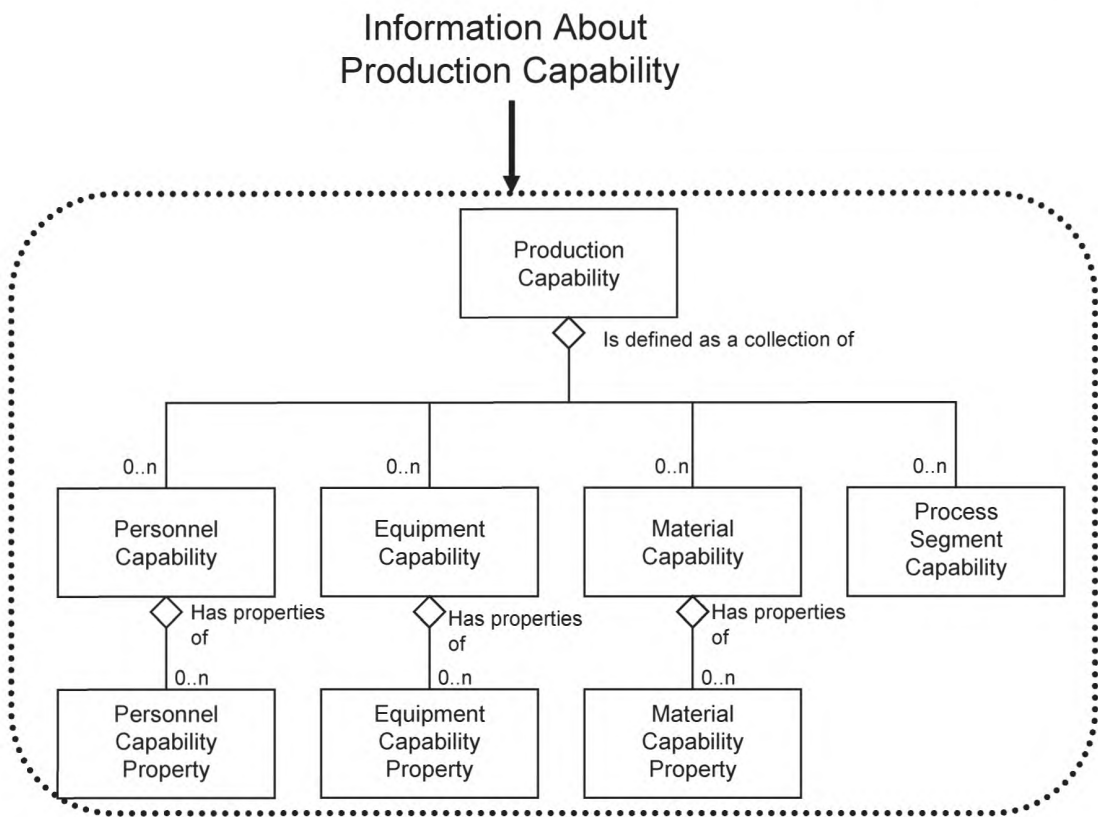 Information About
Production Capability
Production
Capability
Is defined as a collection of
0..n
0..n
0..n
0..n
Personnel
Capability
Equipment
Capability
Material
Capability
Process
Segment
Capability
Has properties
of
Has properties
of
Has properties
of
0..n
0..n
0..n
Personnel
Capability
Property
Equipment
Capability
Property
Material
Capability
Property